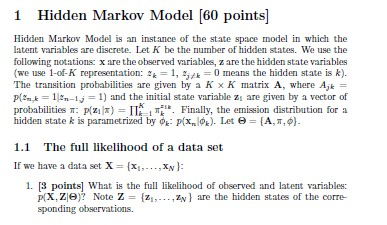 1 Hidden Markov Model [60 points]
Hidden Markov Model is an instance of the state space model in which the
latent variables are discrete. Let K be the number of hidden states. We use the
following notations: x are the observed variables, z are the hidden state variables
(we use 1-of-K representation: z_k = 1, z_{j≠k} = 0 means the hidden state is k).
The transition probabilities are given by a K × K matrix A, where A_{jk} =
p(z_{n,k} = 1|z_{n−1,j} = 1) and the initial state variable z_1 are given by a vector of
probabilities π: p(z_1|π) = ∏_{k=1}^{K} π_k^{z_{1k}}. Finally, the emission distribution for a
hidden state k is parametrized by ϕ_k: p(x_n|ϕ_k). Let Θ = {A, π, ϕ}.
1.1 The full likelihood of a data set
If we have a data set X = {x_1, . . . , x_N}:
1. [3 points] What is the full likelihood of observed and latent variables:
p(X, Z|Θ)? Note Z = {z_1, . . . , z_N} are the hidden states of the corre-
sponding observations.